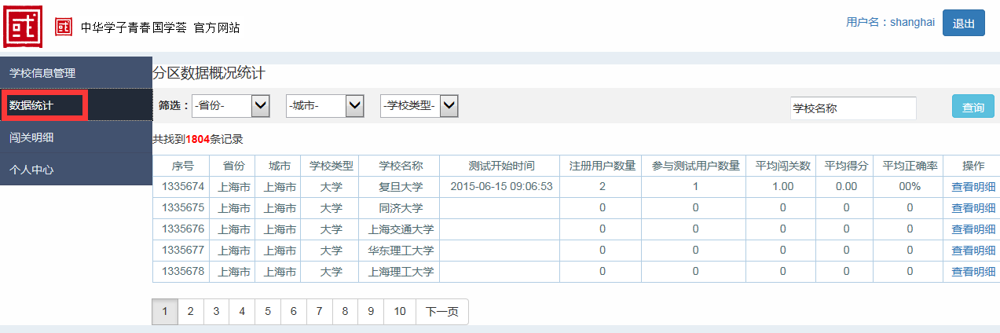 中华学子青春国学荟 官方网站
用户名：shanghai 退出
学校信息管理
数据统计
闯关明细
个人中心
分区数据概况统计
筛选： -省份- -城市- -学校类型- 学校名称 查询
共找到1804条记录
序号 省份 城市 学校类型 学校名称 测试开始时间 注册用户数量 参与测试用户数量 平均闯关数 平均得分 平均正确率 操作
1335674 上海市 上海市 大学 复旦大学 2015-06-15 09:06:53 2 1 1.00 0.00 00% 查看明细
1335675 上海市 上海市 大学 同济大学 0 0 0 0 0 查看明细
1335676 上海市 上海市 大学 上海交通大学 0 0 0 0 0 查看明细
1335677 上海市 上海市 大学 华东理工大学 0 0 0 0 0 查看明细
1335678 上海市 上海市 大学 上海理工大学 0 0 0 0 0 查看明细
1 2 3 4 5 6 7 8 9 10 下一页